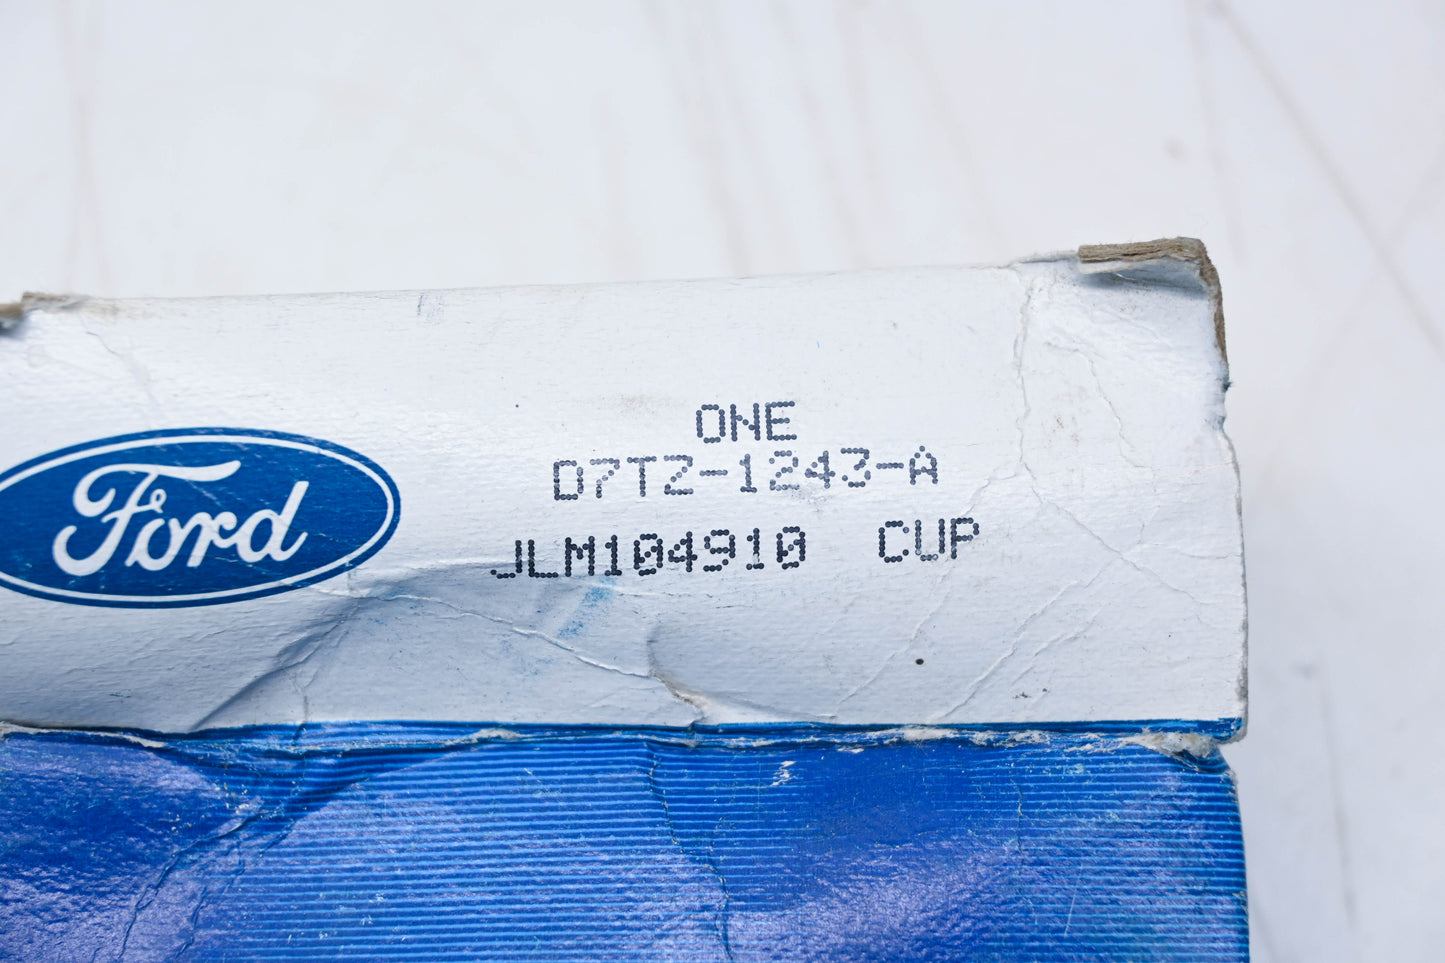 Ford
ONE
D7TZ-1243-A
JLM104910 CUP